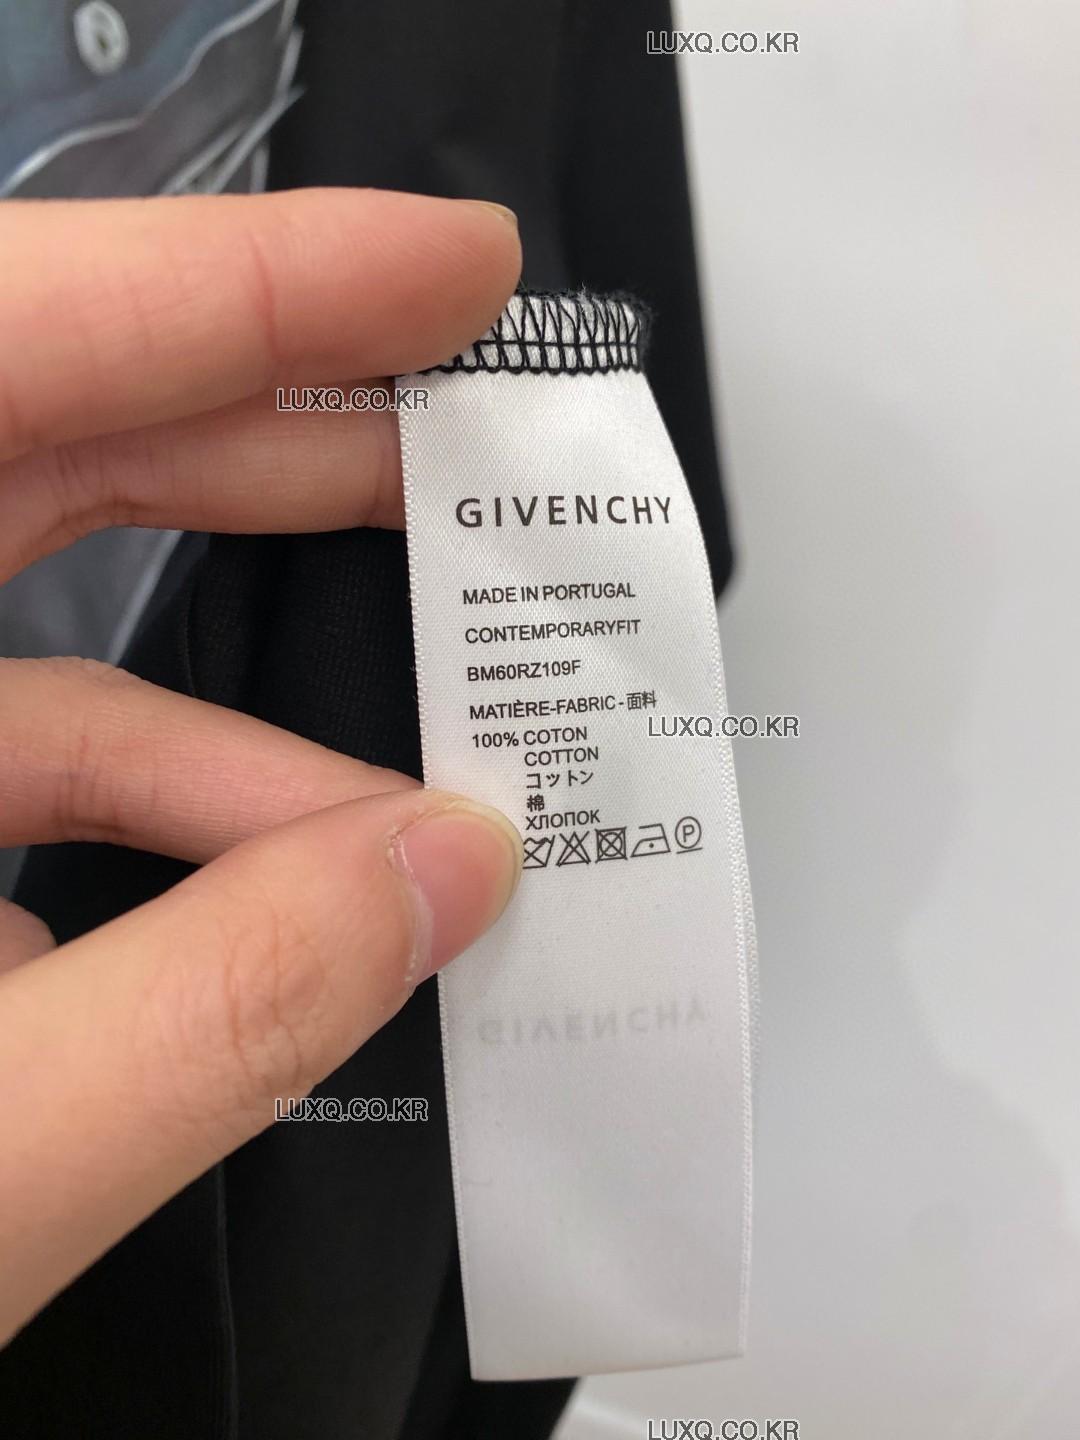 LUXQ.CO.KR
LUXQ.CO.KR
GIVENCHY
MADE IN PORTUGAL
CONTEMPORARYFIT
BM60RZ109F
MATIÈRE-FABRIC - 面料
LUXQ.CO.KR
100% COTON
COTTON
コットン
棉
ХЛОПОК
P
GIVENCHY
LUXQ.CO.KR
LUXQ.CO.KR